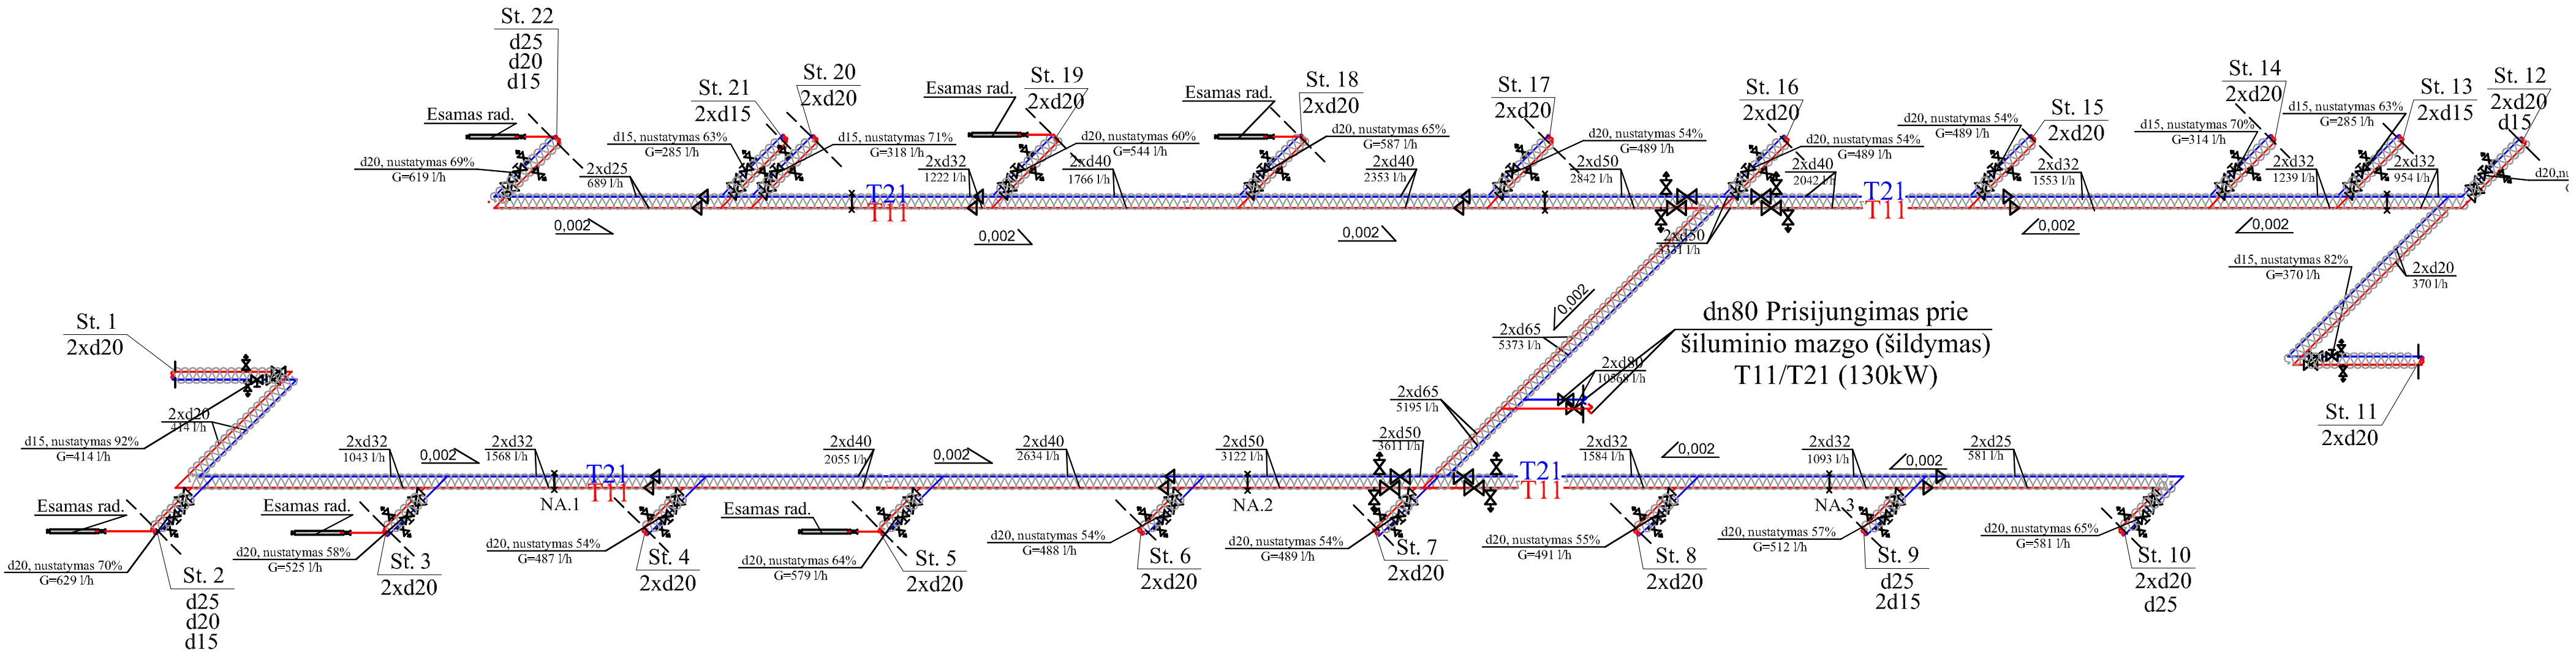 St. 22
d25
d20
d15
Esamas rad.
d20, nustatymas 69%
G=619 l/h
2xd25
689 l/h
0,002
St. 21
2xd15
d15, nustatymas 63%
G=285 l/h
St. 20
2xd20
d15, nustatymas 71%
G=318 l/h
T21
T11
2xd32
1222 l/h
Esamas rad.
St. 19
2xd20
d20, nustatymas 60%
G=544 l/h
2xd40
1766 l/h
0,002
Esamas rad.
St. 18
2xd20
d20, nustatymas 65%
G=587 l/h
2xd40
2353 l/h
0,002
St. 17
2xd20
d20, nustatymas 54%
G=489 l/h
2xd50
2842 l/h
St. 16
2xd20
d20, nustatymas 54%
G=489 l/h
2xd40
2042 l/h
2xd50
T21
T11
d20, nustatymas 54%
G=489 l/h
St. 15
2xd20
2xd32
1553 l/h
0,002
St. 14
2xd20
d15, nustatymas 70%
G=314 l/h
2xd32
1239 l/h
0,002
d15, nustatymas 63%
G=285 l/h
St. 13
2xd15
2xd32
954 l/h
St. 12
2xd20
d15
d15, nustatymas 82%
G=370 l/h
2xd20
370 l/h
St. 11
2xd20
0,002
2xd65
5373 l/h
dn80 Prisijungimas prie
šiluminio mazgo (šildymas)
T11/T21 (130kW)
2xd80
10568 l/h
2xd65
5195 l/h
St. 1
2xd20
2xd20
414 l/h
d15, nustatymas 92%
G=414 l/h
2xd32
1043 l/h
0,002
2xd32
1568 l/h
NA.1
T21
T11
2xd40
2055 l/h
0,002
2xd40
2634 l/h
2xd50
3122 l/h
NA.2
2xd50
3611 l/h
T21
T11
2xd32
1584 l/h
0,002
2xd32
1093 l/h
NA.3
0,002
2xd25
581 l/h
Esamas rad.
d20, nustatymas 70%
G=629 l/h
St. 2
d25
d20
d15
Esamas rad.
d20, nustatymas 58%
G=525 l/h
St. 3
2xd20
d20, nustatymas 54%
G=487 l/h
St. 4
2xd20
Esamas rad.
d20, nustatymas 64%
G=579 l/h
St. 5
2xd20
d20, nustatymas 54%
G=488 l/h
St. 6
2xd20
d20, nustatymas 54%
G=489 l/h
St. 7
2xd20
d20, nustatymas 55%
G=491 l/h
St. 8
2xd20
d20, nustatymas 57%
G=512 l/h
St. 9
d25
2d15
d20, nustatymas 65%
G=581 l/h
St. 10
2xd20
d25